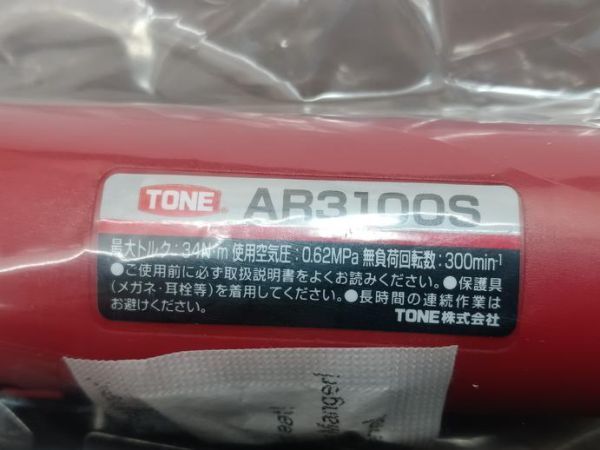 TONE AR3100S
最大トルク:34N·m 使用空気圧:0.62MPa 無負荷回転数:300min⁻¹
●ご使用前に必ず取扱説明書をよくお読みください。●保護具
(メガネ・耳栓等)を着用してください。●長時間の連続作業は
お避けください。
TONE株式会社